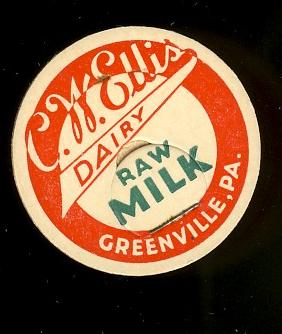 C.W. Ellis
DAIRY
RAW
MILK
GREENVILLE, PA.